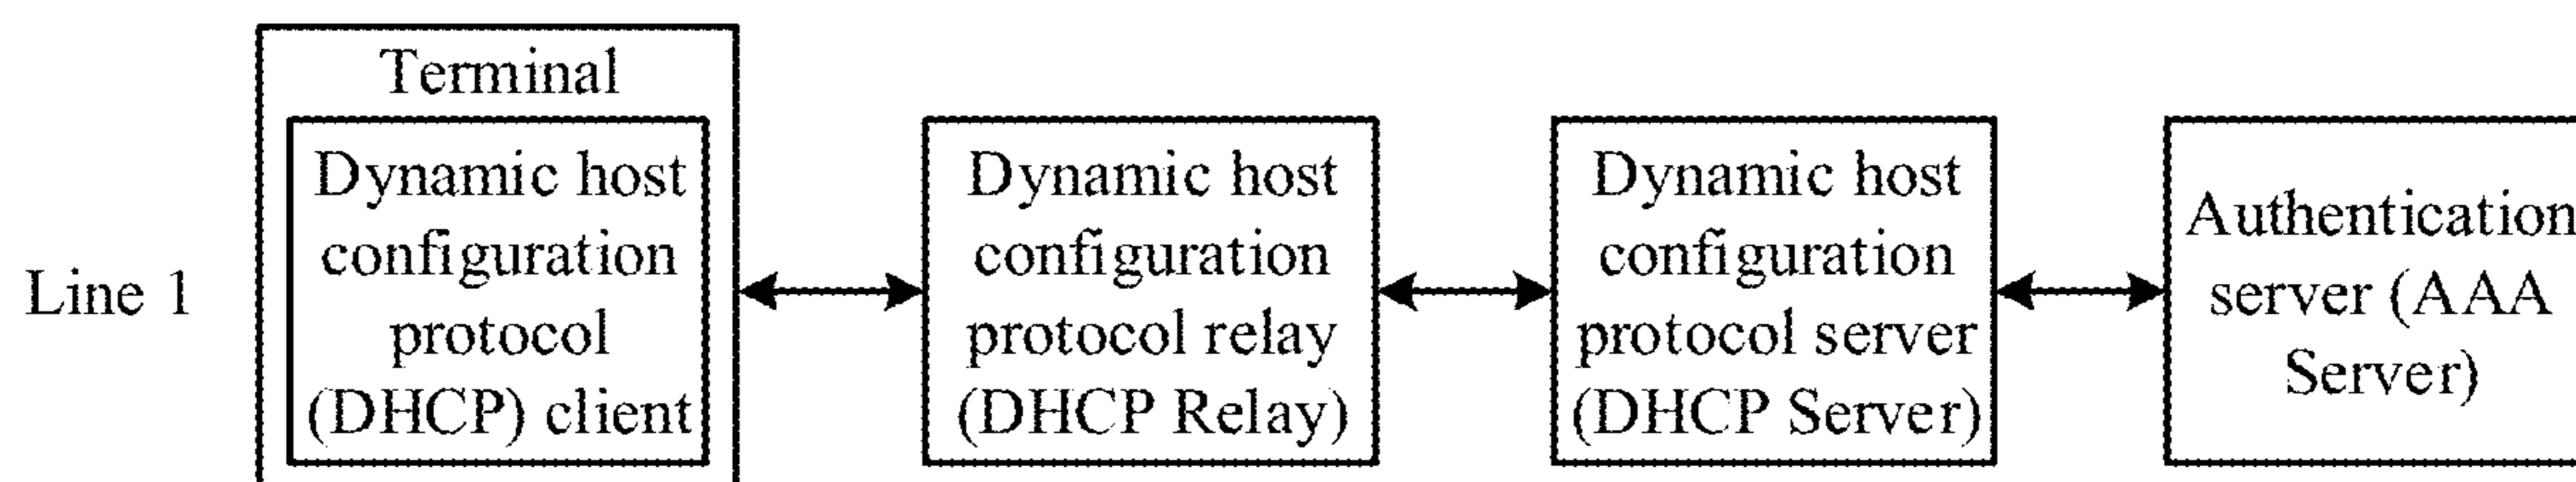 Line 1
Terminal
Dynamic host
configuration
protocol
(DHCP) client
Dynamic host
configuration
protocol relay
(DHCP Relay)
Dynamic host
configuration
protocol server
(DHCP Server)
Authentication
server (AAA
Server)